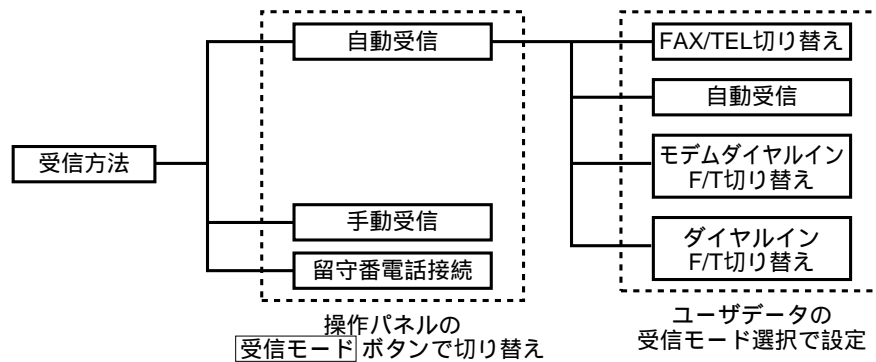 受信方法
自動受信
手動受信
留守番電話接続
操作パネルの
受信モード ボタンで切り替え
FAX/TEL切り替え
自動受信
モデムダイヤルイン
F/T切り替え
ダイヤルイン
F/T切り替え
ユーザデータの
受信モード選択で設定